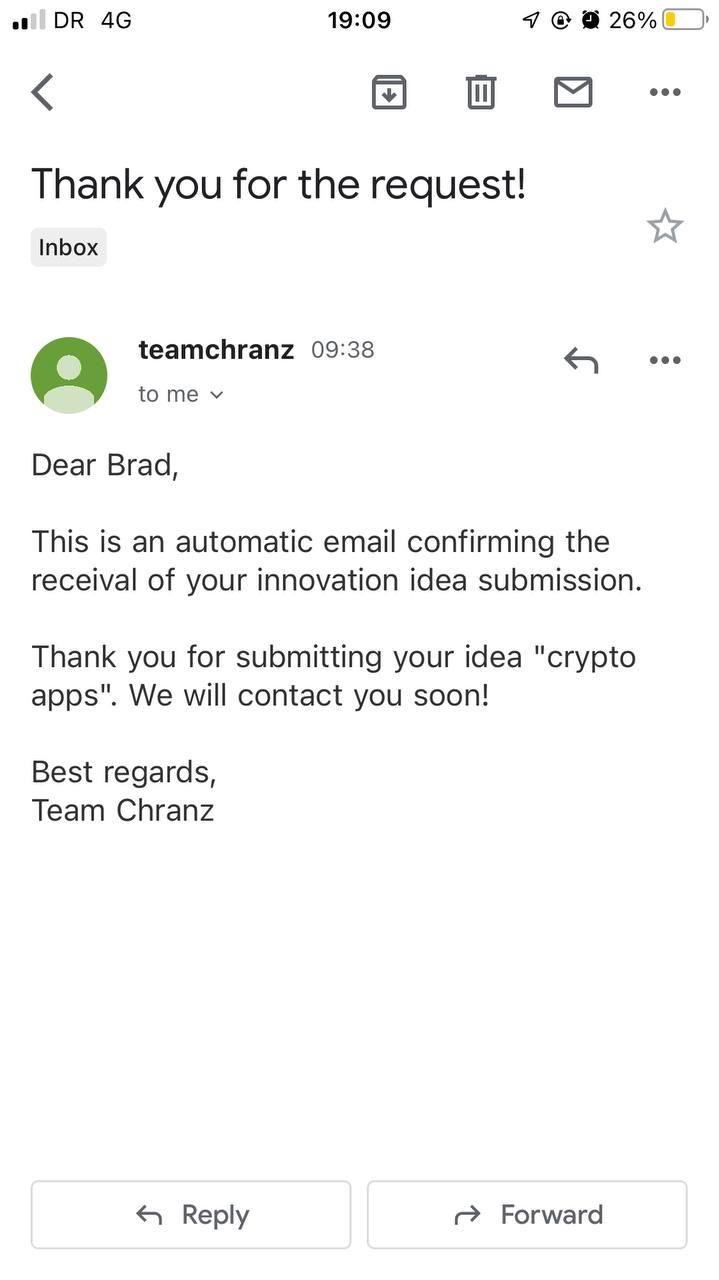 DR 4G 19:09 26%
Thank you for the request!
Inbox
teamchranz 09:38
to me
Dear Brad,
This is an automatic email confirming the
receival of your innovation idea submission.
Thank you for submitting your idea "crypto
apps". We will contact you soon!
Best regards,
Team Chranz
Reply Forward